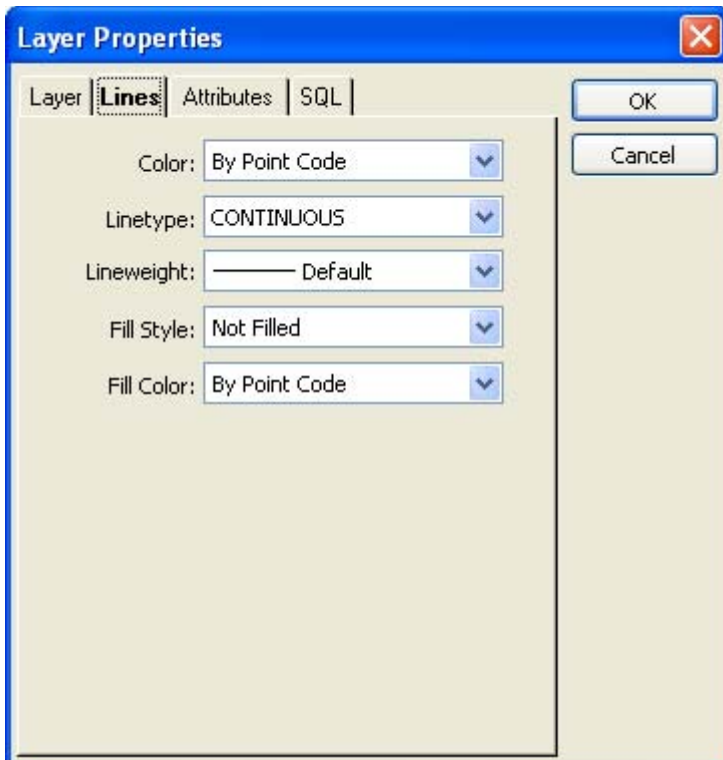 Layer Properties
Layer Lines Attributes SQL
OK
Cancel
Color: By Point Code
Linetype: CONTINUOUS
Lineweight: Default
Fill Style: Not Filled
Fill Color: By Point Code